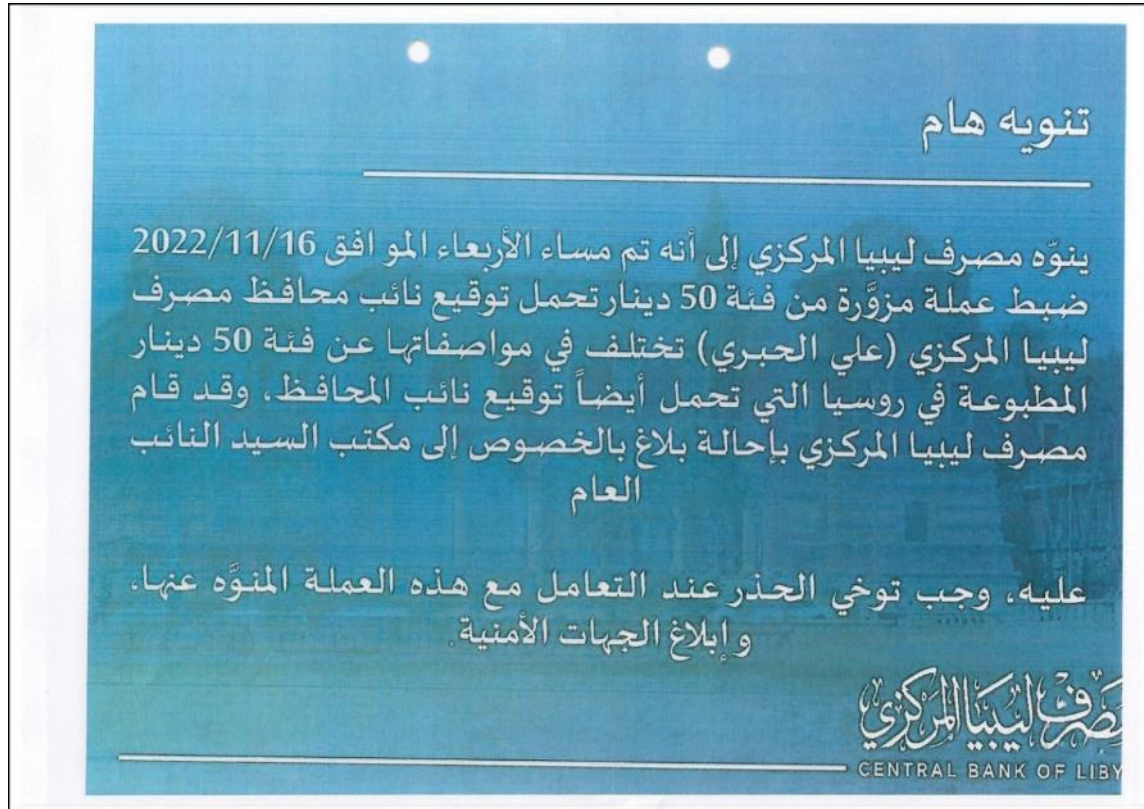 تنويه هام
ينوّه مصرف ليبيا المركزي إلى أنه تم مساء الأربعاء الموافق 2022/11/16
ضبط عملة مزوَّرة من فئة 50 دينار تحمل توقيع نائب محافظ مصرف
ليبيا المركزي (علي الحبري) تختلف في مواصفاتها عن فئة 50 دينار
المطبوعة في روسيا التي تحمل أيضاً توقيع نائب المحافظ، وقد قام
مصرف ليبيا المركزي بإحالة بلاغ بالخصوص إلى مكتب السيد النائب
العام
عليه، وجب توخي الحذر عند التعامل مع هذه العملة المنوَّه عنها،
وإبلاغ الجهات الأمنية.
مصرف ليبيا المركزي
CENTRAL BANK OF LIBY